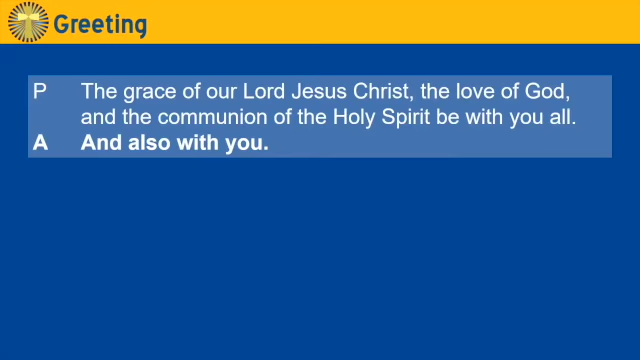 Greeting
P The grace of our Lord Jesus Christ, the love of God,
and the communion of the Holy Spirit be with you all.
A And also with you.